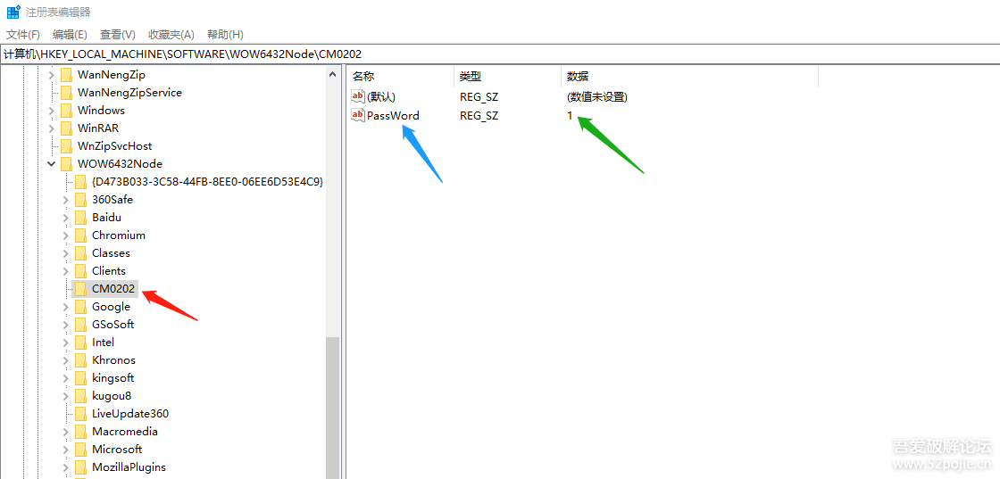 注册表编辑器
文件(F) 编辑(E) 查看(V) 收藏夹(A) 帮助(H)
计算机\HKEY_LOCAL_MACHINE\SOFTWARE\WOW6432Node\CM0202
WanNengZip
WanNengZipService
Windows
WinRAR
WnZipSvcHost
WOW6432Node
{D473B033-3C58-44FB-8EE0-06EE6D53E4C9}
360Safe
Baidu
Chromium
Classes
Clients
CM0202
Google
GSoSoft
Intel
Khronos
kingsoft
kugou8
LiveUpdate360
Macromedia
Microsoft
MozillaPlugins
名称 类型 数据
ab (默认) REG_SZ (数值未设置)
ab PassWord REG_SZ 1
吾爱破解论坛
www.52pojie.cn